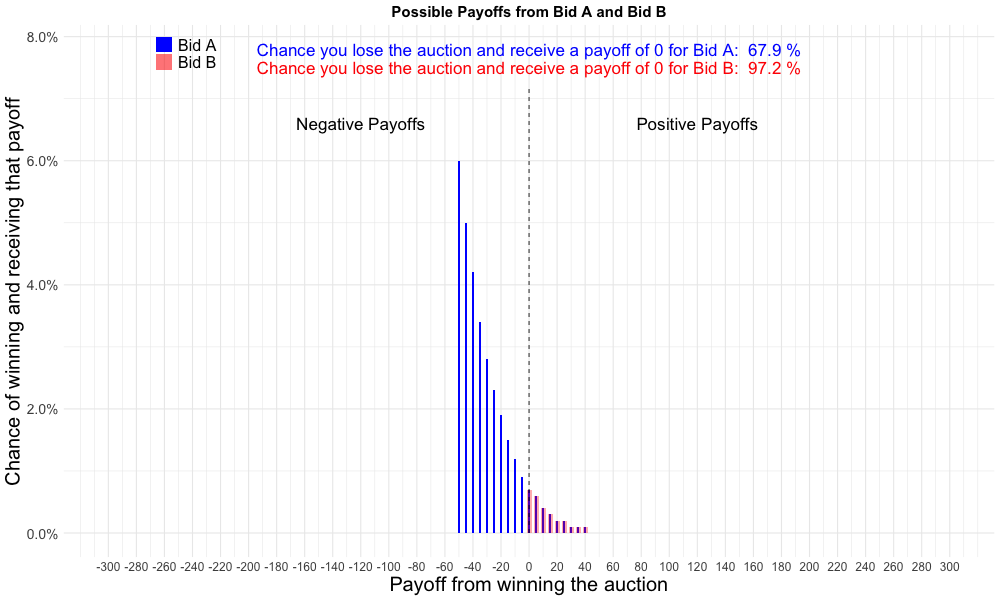 Possible Payoffs from Bid A and Bid B
8.0%
Bid A
Bid B
Chance you lose the auction and receive a payoff of 0 for Bid A:  67.9 %
Chance you lose the auction and receive a payoff of 0 for Bid B:  97.2 %
Negative Payoffs
Positive Payoffs
Chance of winning and receiving that payoff
6.0%
4.0%
2.0%
0.0%
-300 -280 -260 -240 -220 -200 -180 -160 -140 -120 -100 -80 -60 -40 -20 0 20 40 60 80 100 120 140 160 180 200 220 240 260 280 300
Payoff from winning the auction